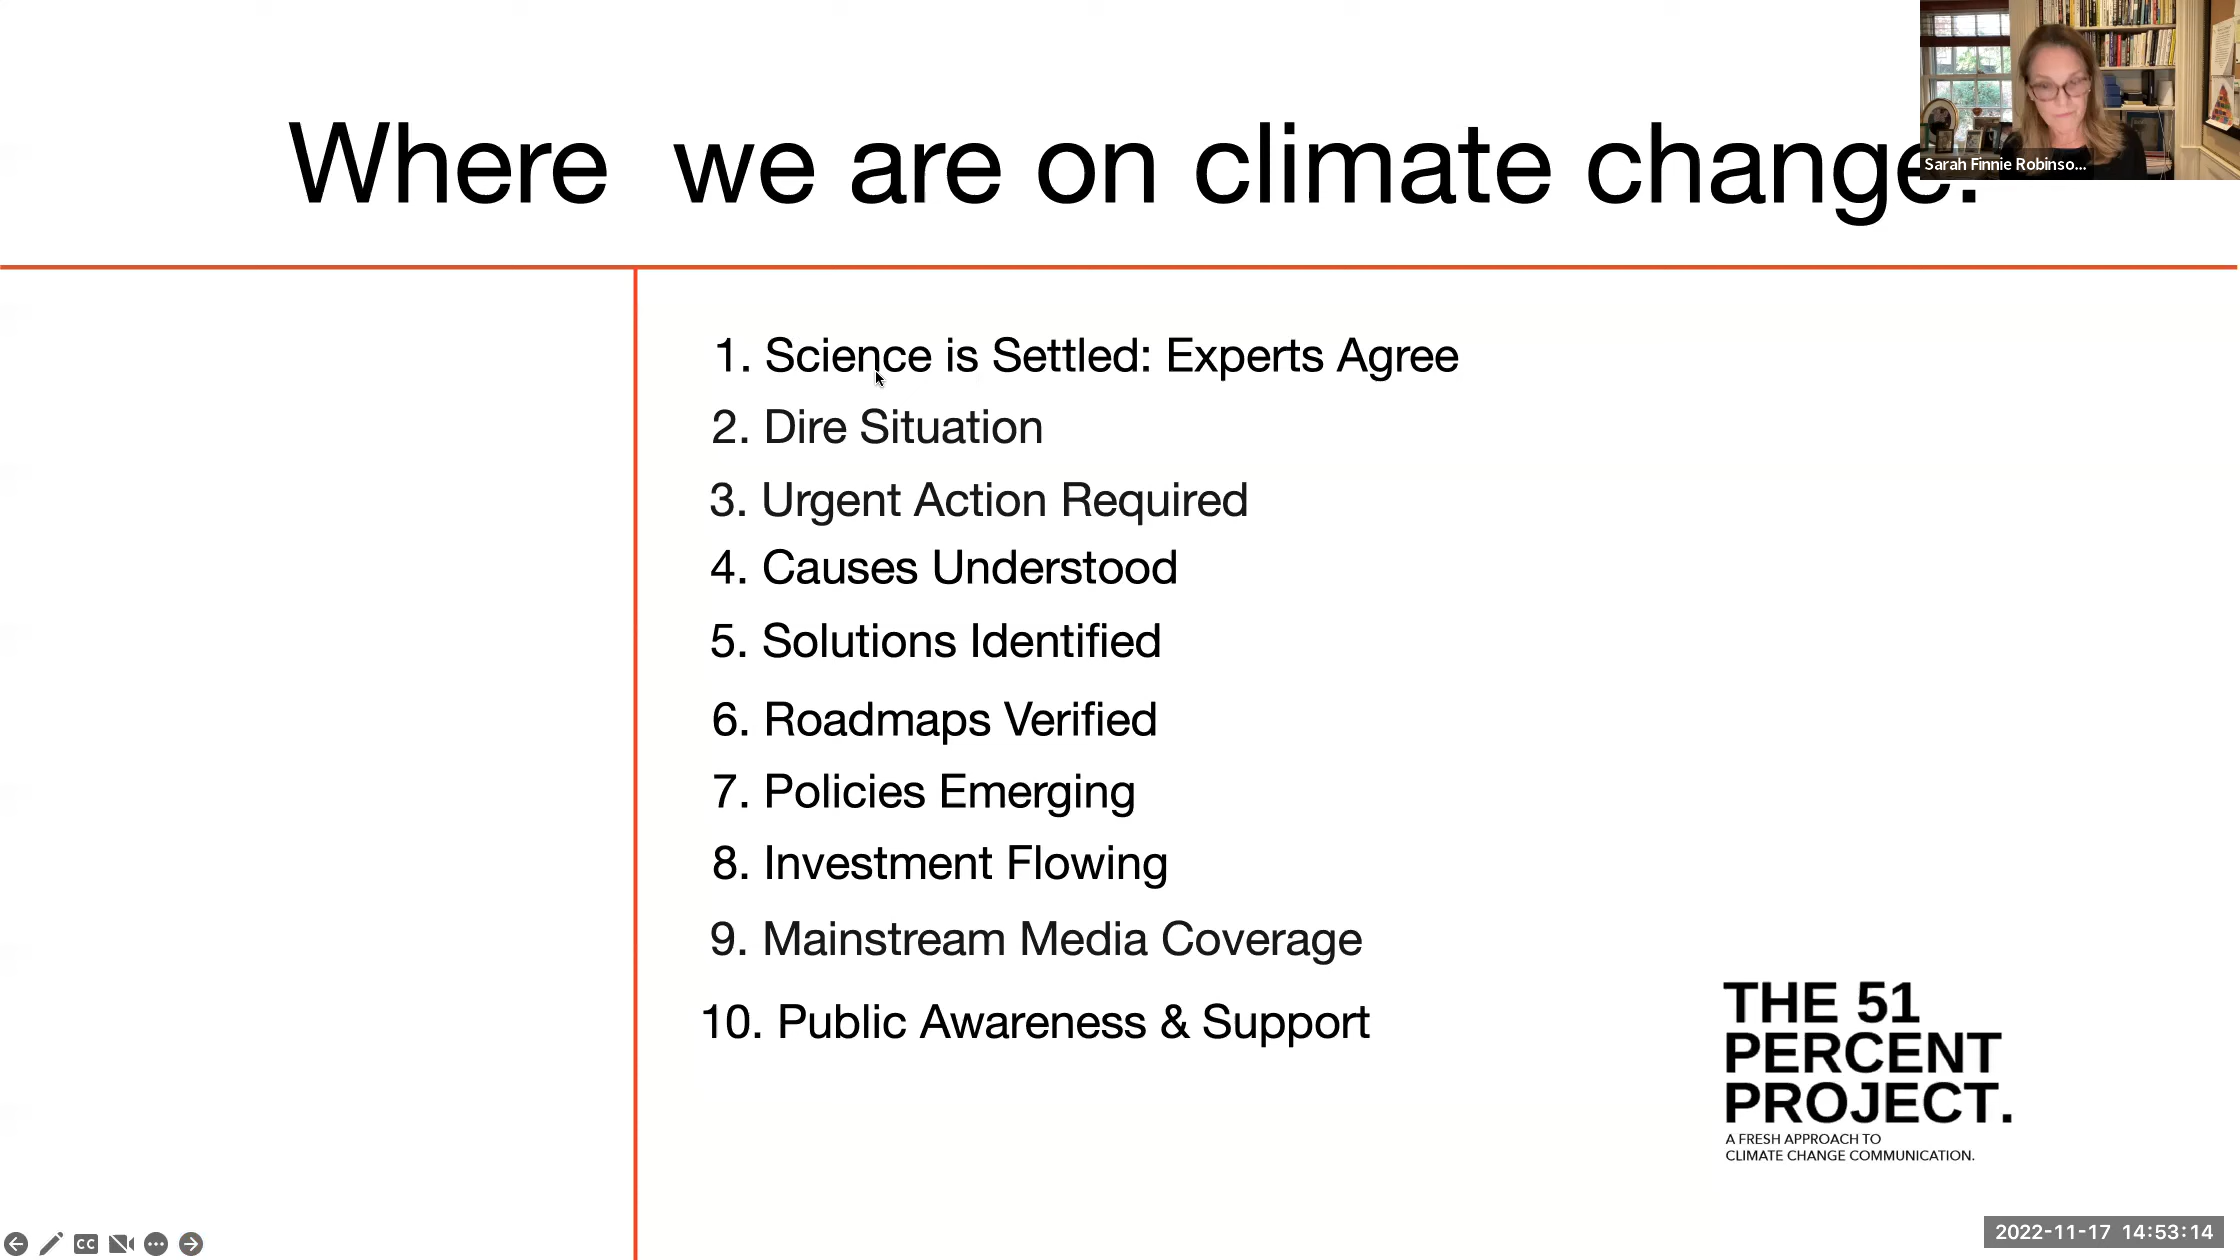 Where  we are on climate change.
Sarah Finnie Robinso...
1. Science is Settled: Experts Agree
2. Dire Situation
3. Urgent Action Required
4. Causes Understood
5. Solutions Identified
6. Roadmaps Verified
7. Policies Emerging
8. Investment Flowing
9. Mainstream Media Coverage
10. Public Awareness & Support
THE 51
PERCENT
PROJECT.
A FRESH APPROACH TO
CLIMATE CHANGE COMMUNICATION.
CC
2022-11-17 14:53:14